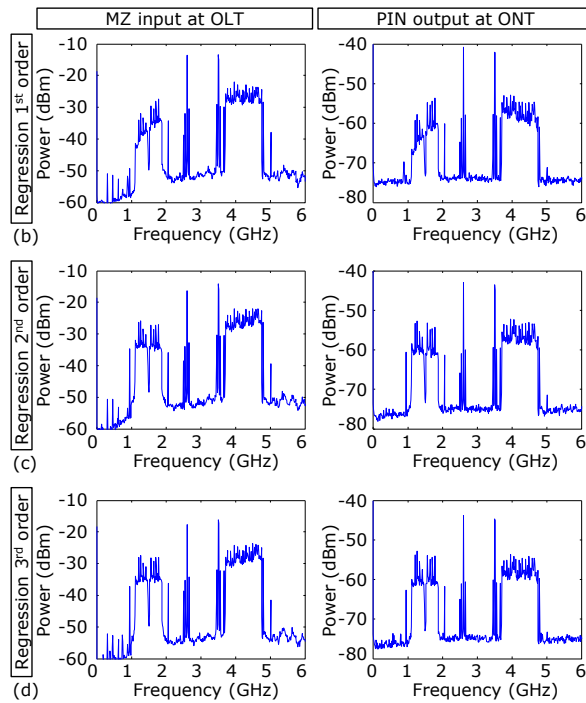 MZ input at OLT
PIN output at ONT
Regression 1st order
Power (dBm)
-10
-20
-30
-40
-50
-60
0 1 2 3 4 5 6
Frequency (GHz)
Power (dBm)
-40
-50
-60
-70
-80
0 1 2 3 4 5 6
Frequency (GHz)
(b)
Regression 2nd order
Power (dBm)
-10
-20
-30
-40
-50
-60
0 1 2 3 4 5 6
Frequency (GHz)
Power (dBm)
-40
-50
-60
-70
-80
0 1 2 3 4 5 6
Frequency (GHz)
(c)
Regression 3rd order
Power (dBm)
-10
-20
-30
-40
-50
-60
0 1 2 3 4 5 6
Frequency (GHz)
Power (dBm)
-40
-50
-60
-70
-80
0 1 2 3 4 5 6
Frequency (GHz)
(d)